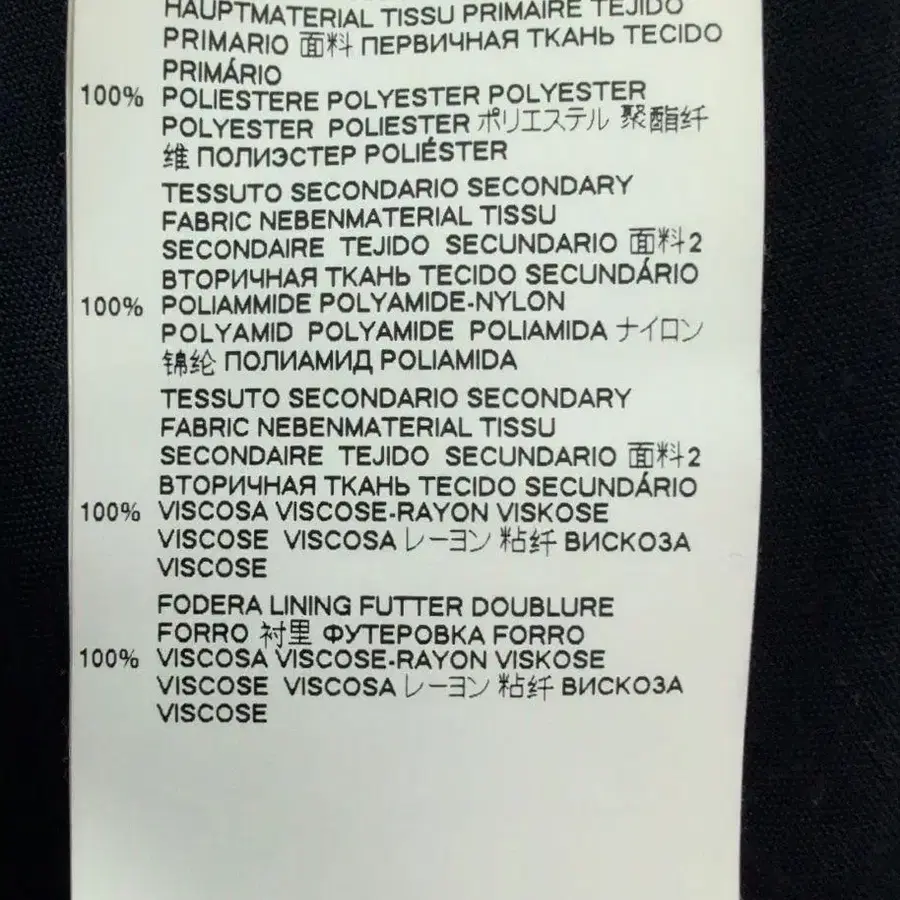 HAUPTMATERIAL TISSU PRIMAIRE TEJIDO
PRIMARIO 面料 ПЕРВИЧНАЯ ТКАНЬ TECIDO
PRIMÁRIO
100% POLIESTERE POLYESTER POLYESTER
POLYESTER POLIESTER ポリエステル 聚酯纤
维 ПОЛИЭСТЕР POLIÉSTER
TESSUTO SECONDARIO SECONDARY
FABRIC NEBENMATERIAL TISSU
SECONDAIRE TEJIDO SECUNDARIO 面料2
ВТОРИЧНАЯ ТКАНЬ TECIDO SECUNDÁRIO
100% POLIAMMIDE POLYAMIDE-NYLON
POLYAMID POLYAMIDE POLIAMIDA ナイロン
锦纶 ПОЛИАМИД POLIAMIDA
TESSUTO SECONDARIO SECONDARY
FABRIC NEBENMATERIAL TISSU
SECONDAIRE TEJIDO SECUNDARIO 面料2
ВТОРИЧНАЯ ТКАНЬ TECIDO SECUNDÁRIO
100% VISCOSA VISCOSE-RAYON VISKOSE
VISCOSE VISCOSA レーヨン 粘纤 ВИСКОЗА
VISCOSE
FODERA LINING FUTTER DOUBLURE
FORRO 衬里 ФУТЕРОВКА FORRO
100% VISCOSA VISCOSE-RAYON VISKOSE
VISCOSE VISCOSA レーヨン 粘纤 ВИСКОЗА
VISCOSE